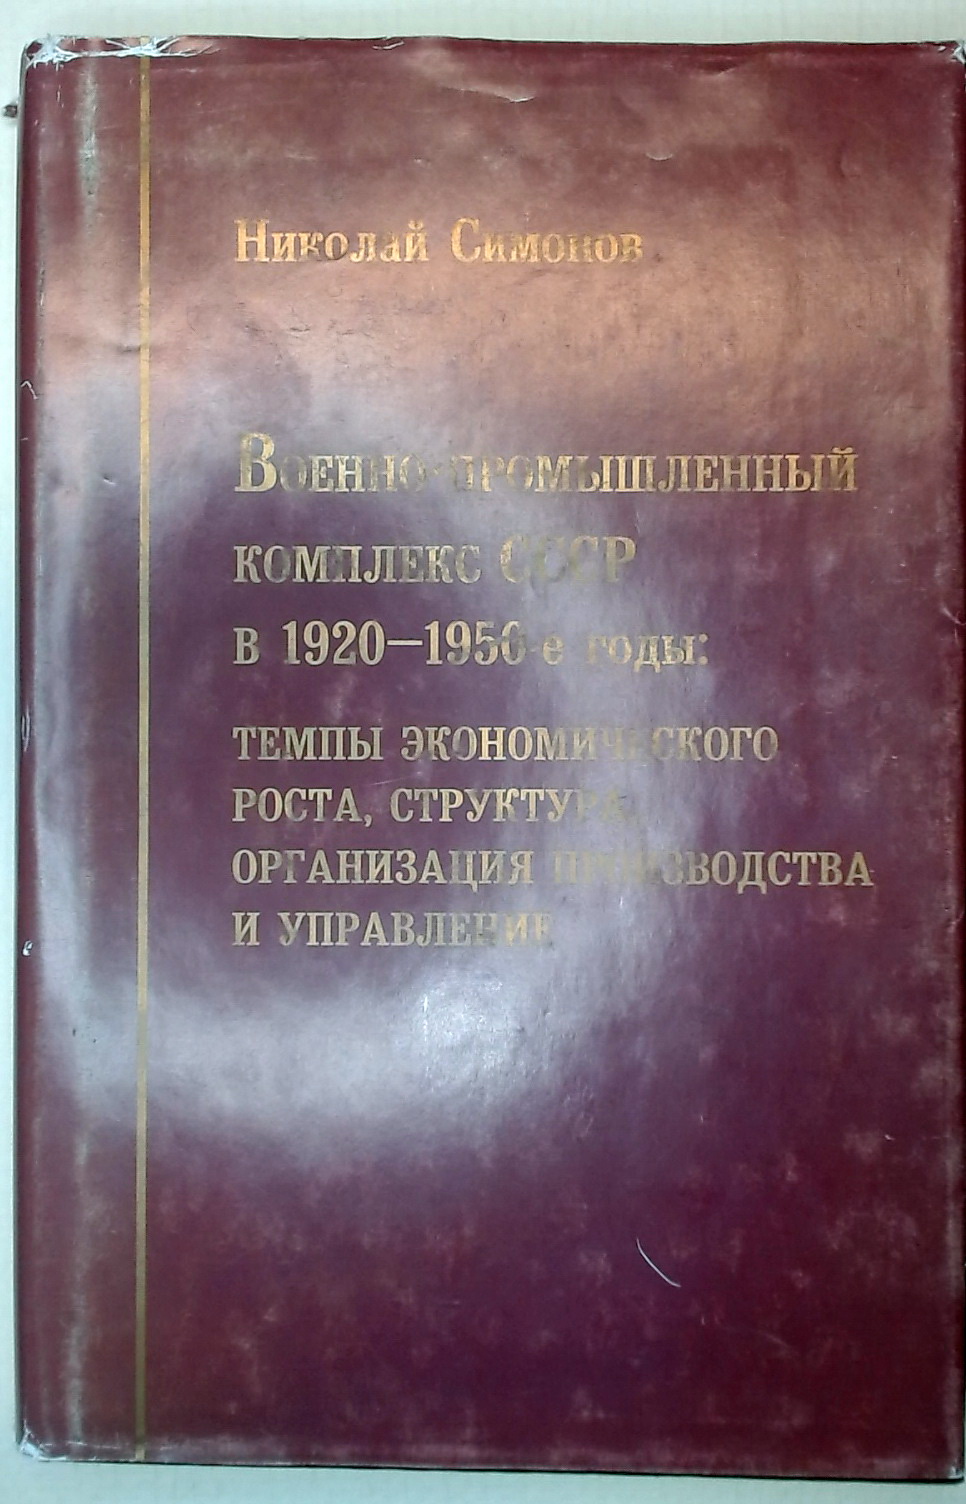 Николай Симонов
Военно-промышленный
комплекс СССР
в 1920—1950-е годы:
темпы экономического
роста, структура,
организация производства
и управление